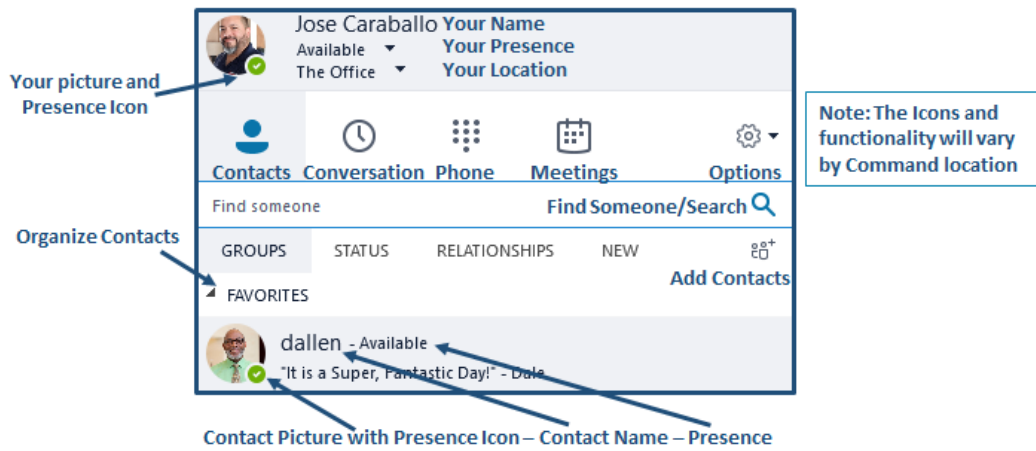 Jose Caraballo Your Name
Available Your Presence
The Office Your Location
Your picture and
Presence Icon
Contacts Conversation Phone Meetings Options
Note: The Icons and
functionality will vary
by Command location
Find someone Find Someone/Search
Organize Contacts
GROUPS STATUS RELATIONSHIPS NEW
Add Contacts
FAVORITES
dallen - Available
"It is a Super, Fantastic Day!" - Dale
Contact Picture with Presence Icon – Contact Name – Presence